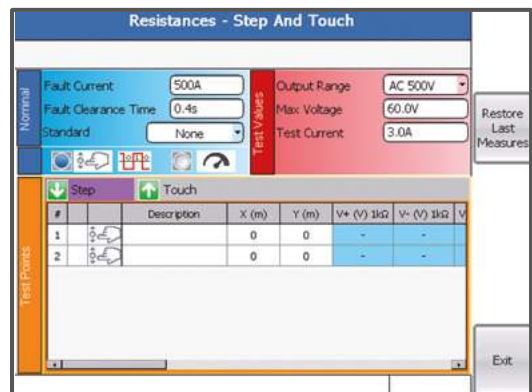 Resistances - Step And Touch
Nominal
Fault Current 500A
Fault Clearance Time 0.4s
Standard None
Test Values
Output Range AC 500V
Max Voltage 60.0V
Test Current 3.0A
Restore
Last
Measures
Step Touch
Test Points
# Description X (m) Y (m) V+ (V) 1kΩ V- (V) 1kΩ V
1 0 0 - -
2 0 0 - -
Exit